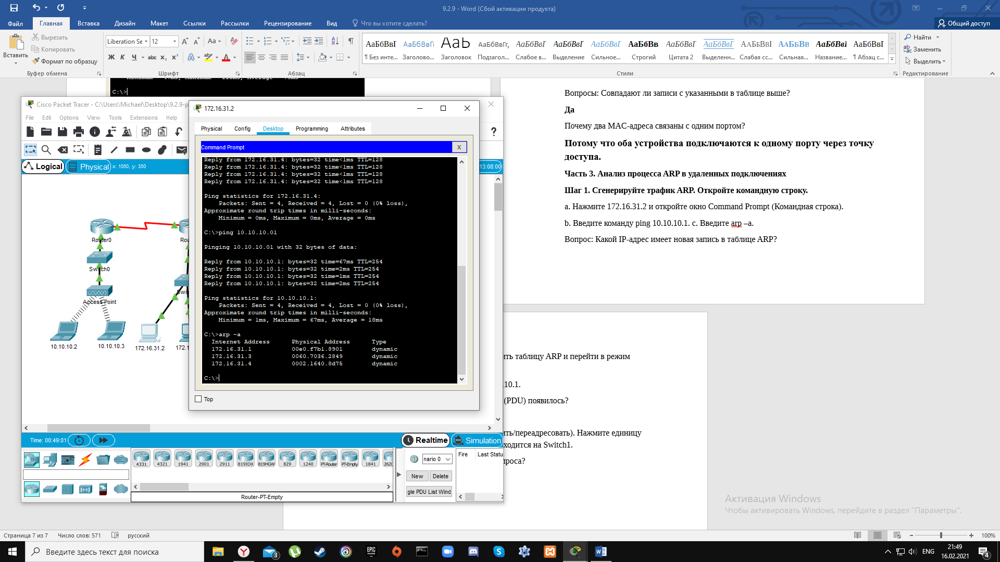 9.2.9 - Word (Сбой активации продукта)
Файл Главная Вставка Дизайн Макет Ссылки Рассылки Рецензирование Вид Что вы хотите сделать? Общий доступ
Вставить
Вырезать
Копировать
Формат по образцу
Буфер обмена
Liberation Se 12
Ж К Ч abc x₂ x²
Шрифт
Абзац
АаБбВвГ АаБбВвГг АаБ АаБбВвГг, АаБбВвГ АаБбВвГ АаБбВвГ АаБбВв АаБбВвГ АаБбВвГ ААББВВГ ААББВВ АаБбВвГ АаБбВвГ
¶ Без инте... Заголово... Заголовок Подзагол... Слабое в... Выделение Сильное... Строгий Цитата 2 Выделенн... Слабая сс... Сильная... Название... ¶ Абзац с...
Стили
Найти
Заменить
Выделить
Редактирование
C:\>
Вопросы: Совпадают ли записи с указанными в таблице выше?
Да
Почему два MAC-адреса связаны с одним портом?
Потому что оба устройства подключаются к одному порту через точку
доступа.
Часть 3. Анализ процесса ARP в удаленных подключениях
Шаг 1. Сгенерируйте трафик ARP. Откройте командную строку.
a. Нажмите 172.16.31.2 и откройте окно Command Prompt (Командная строка).
b. Введите команду ping 10.10.10.1. c. Введите arp –a.
Вопрос: Какой IP-адрес имеет новая запись в таблице ARP?
ить таблицу ARP и перейти в режим
.10.1.
(PDU) появилось?
ить/переадресовать). Нажмите единицу
ходится на Switch1.
проса?
Cisco Packet Tracer - C:\Users\Michael\Desktop\9.2.9-p
File Edit Options View Tools Extensions Help
Logical Physical x: 1050, y: 350
13:08:00
Router0
Rou
Switch0
Swi
Access Point
10.10.10.2
10.10.10.3
172.16.31.2
172.1
172.16.31.2
Physical Config Desktop Programming Attributes
Command Prompt X
Reply from 172.16.31.4: bytes=32 time<1ms TTL=128
Reply from 172.16.31.4: bytes=32 time<1ms TTL=128
Reply from 172.16.31.4: bytes=32 time<1ms TTL=128
Reply from 172.16.31.4: bytes=32 time<1ms TTL=128
Ping statistics for 172.16.31.4:
Packets: Sent = 4, Received = 4, Lost = 0 (0% loss),
Approximate round trip times in milli-seconds:
Minimum = 0ms, Maximum = 0ms, Average = 0ms
C:\>ping 10.10.10.01
Pinging 10.10.10.01 with 32 bytes of data:
Reply from 10.10.10.1: bytes=32 time=67ms TTL=254
Reply from 10.10.10.1: bytes=32 time=2ms TTL=254
Reply from 10.10.10.1: bytes=32 time=1ms TTL=254
Reply from 10.10.10.1: bytes=32 time=2ms TTL=254
Ping statistics for 10.10.10.1:
Packets: Sent = 4, Received = 4, Lost = 0 (0% loss),
Approximate round trip times in milli-seconds:
Minimum = 1ms, Maximum = 67ms, Average = 18ms
C:\>arp -a
Internet Address Physical Address Type
172.16.31.1 00e0.f7b1.8901 dynamic
172.16.31.3 0060.7036.2849 dynamic
172.16.31.4 0002.1640.8d75 dynamic
C:\>
Top
Time: 00:49:01
Realtime Simulation
4331 4321 1941 2901 2911 819IOX 819HGW 829 1240 PT-Router PT-Empty 1841 2620
Router-PT-Empty
nario 0
New Delete
gle PDU List Wind
Fire Last Statu
Активация Windows
Чтобы активировать Windows, перейдите в раздел "Параметры".
Страница 7 из 7 Число слов: 571 русский 100%
Введите здесь текст для поиска
3
EPIC GAMES
ENG
21:49
16.02.2021
4